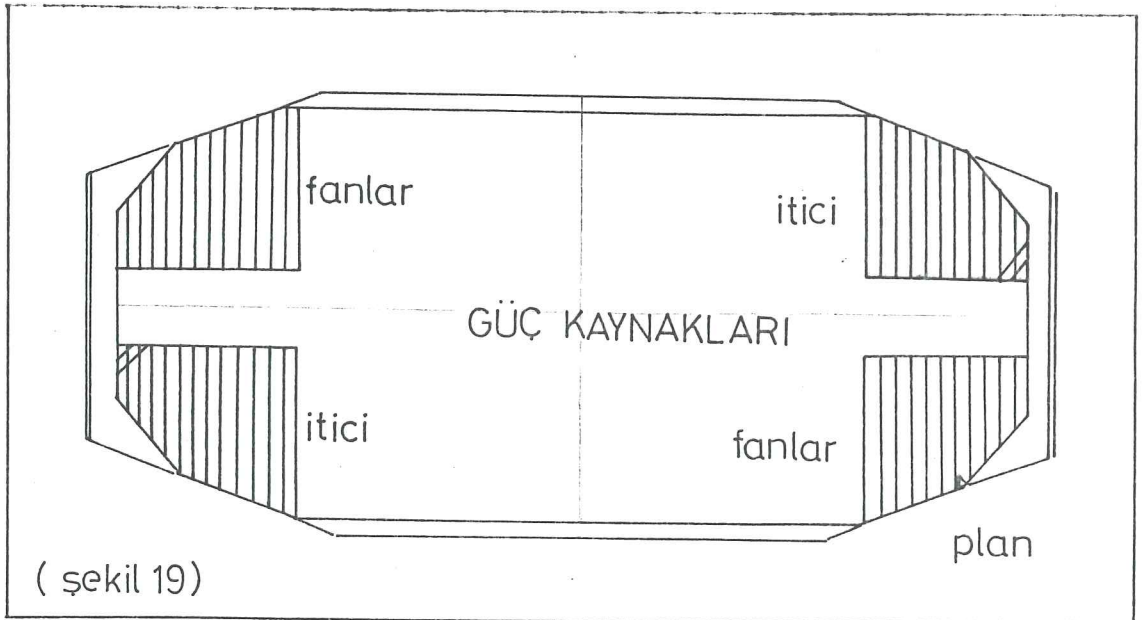 fanlar
itici
GÜÇ KAYNAKLARI
itici
fanlar
plan
( şekil 19)